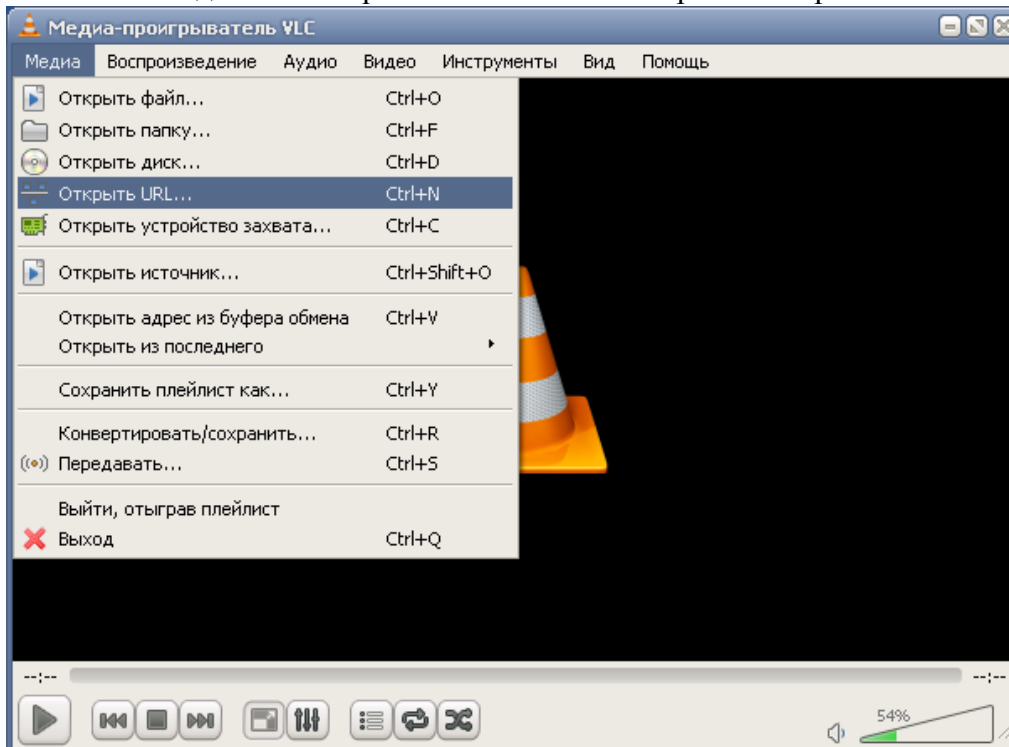 Медиа-проигрыватель VLC
Медиа Воспроизведение Аудио Видео Инструменты Вид Помощь
Открыть файл... Ctrl+O
Открыть папку... Ctrl+F
Открыть диск... Ctrl+D
Открыть URL... Ctrl+N
Открыть устройство захвата... Ctrl+C
Открыть источник... Ctrl+Shift+O
Открыть адрес из буфера обмена Ctrl+V
Открыть из последнего
Сохранить плейлист как... Ctrl+Y
Конвертировать/сохранить... Ctrl+R
Передавать... Ctrl+S
Выйти, отыграв плейлист
Выход Ctrl+Q
--:-- --:--
54%